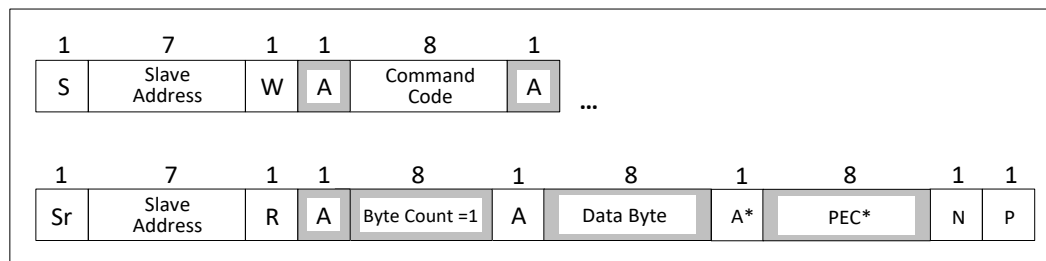 1 7 1 1 8 1
S Slave Address W A Command Code A ...
1 7 1 1 8 1 8 1 8 1 1
Sr Slave Address R A Byte Count =1 A Data Byte A* PEC* N P